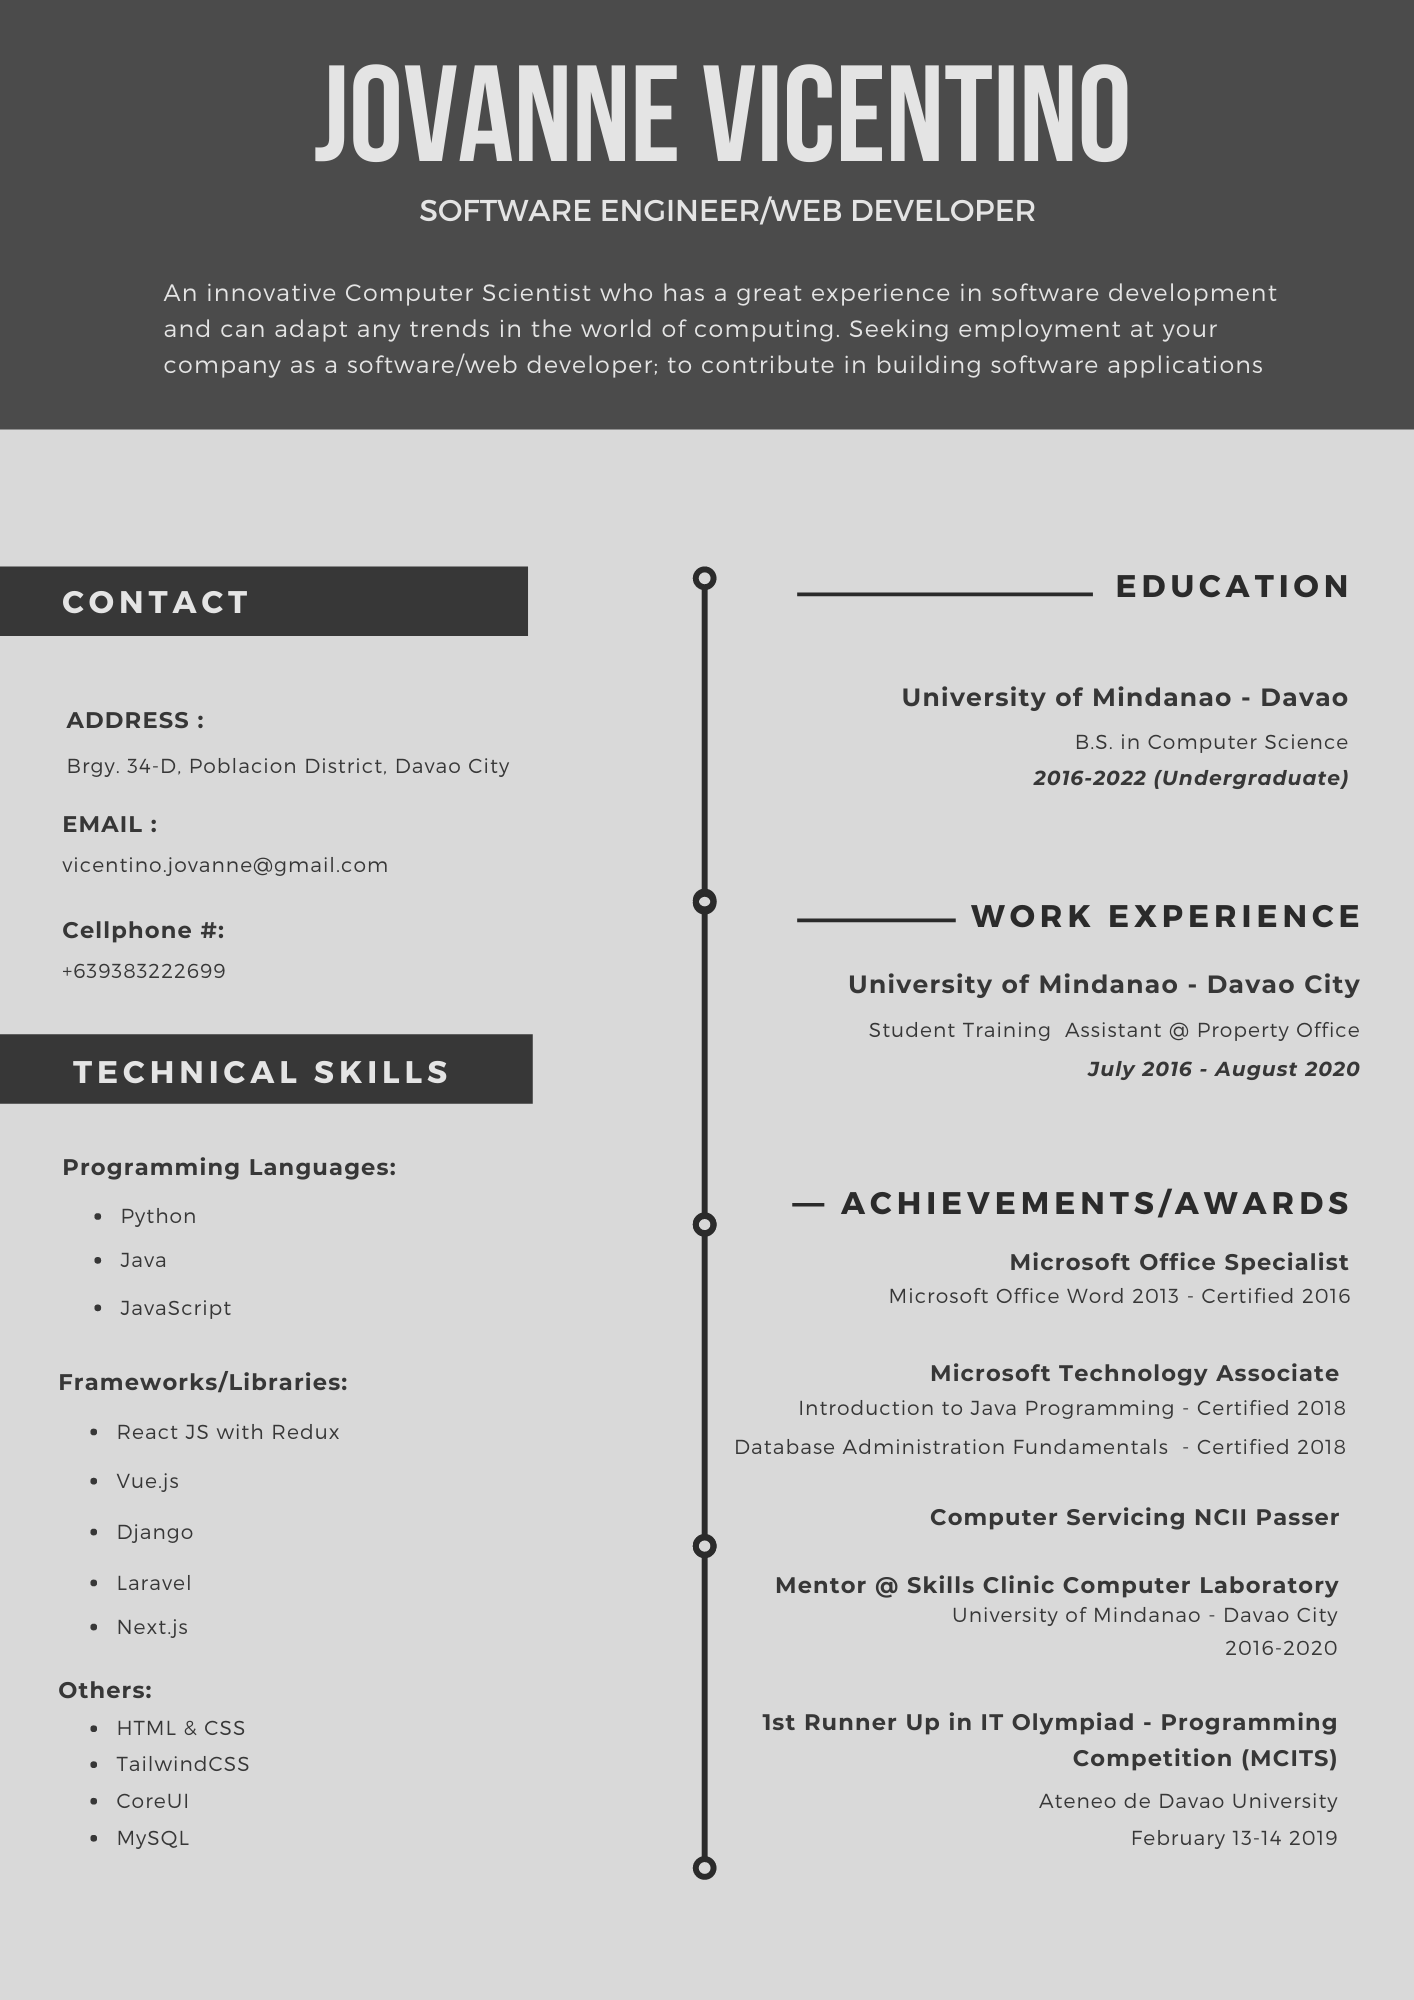 JOVANNE VICENTINO
SOFTWARE ENGINEER/WEB DEVELOPER
An innovative Computer Scientist who has a great experience in software development
and can adapt any trends in the world of computing. Seeking employment at your
company as a software/web developer; to contribute in building software applications
CONTACT
ADDRESS :
Brgy. 34-D, Poblacion District, Davao City
EMAIL :
vicentino.jovanne@gmail.com
Cellphone #:
+639383222699
TECHNICAL SKILLS
Programming Languages:
• Python
• Java
• JavaScript
Frameworks/Libraries:
• React JS with Redux
• Vue.js
• Django
• Laravel
• Next.js
Others:
• HTML & CSS
• TailwindCSS
• CoreUI
• MySQL
EDUCATION
University of Mindanao - Davao
B.S. in Computer Science
2016-2022 (Undergraduate)
WORK EXPERIENCE
University of Mindanao - Davao City
Student Training  Assistant @ Property Office
July 2016 - August 2020
ACHIEVEMENTS/AWARDS
Microsoft Office Specialist
Microsoft Office Word 2013 - Certified 2016
Microsoft Technology Associate
Introduction to Java Programming - Certified 2018
Database Administration Fundamentals  - Certified 2018
Computer Servicing NCII Passer
Mentor @ Skills Clinic Computer Laboratory
University of Mindanao - Davao City
2016-2020
1st Runner Up in IT Olympiad - Programming
Competition (MCITS)
Ateneo de Davao University
February 13-14 2019